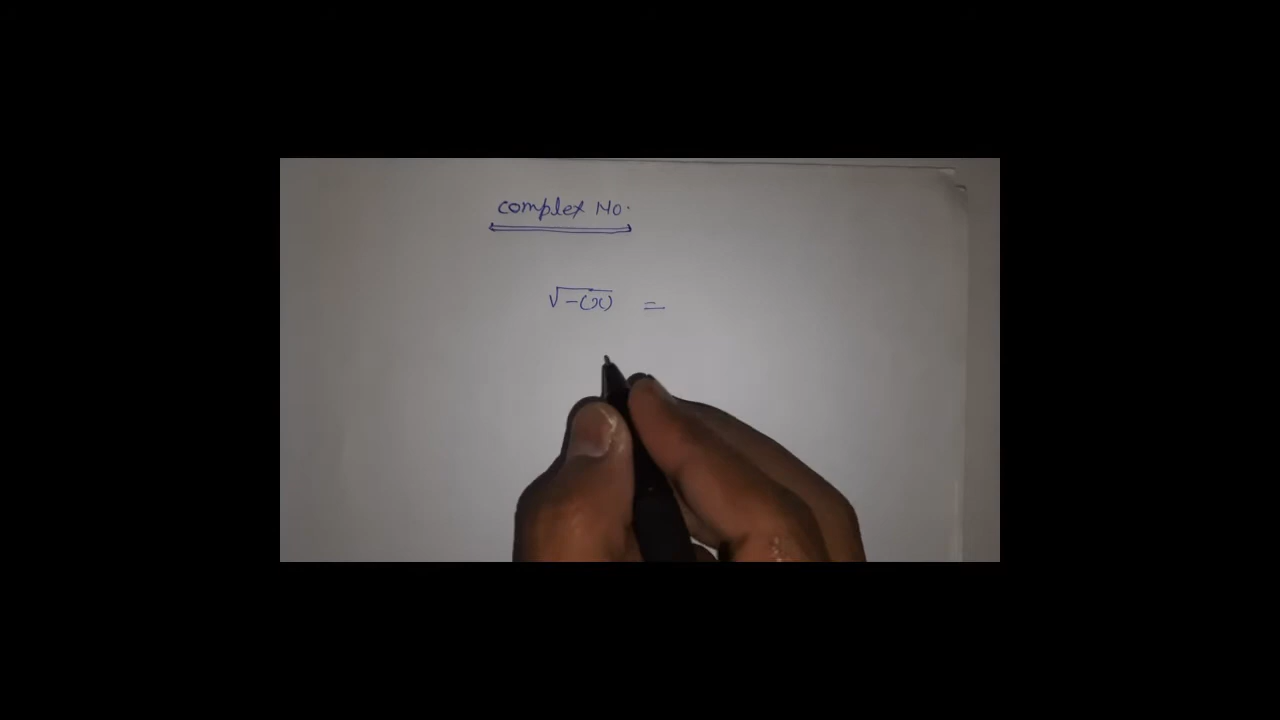 complex No.
√-(x) =